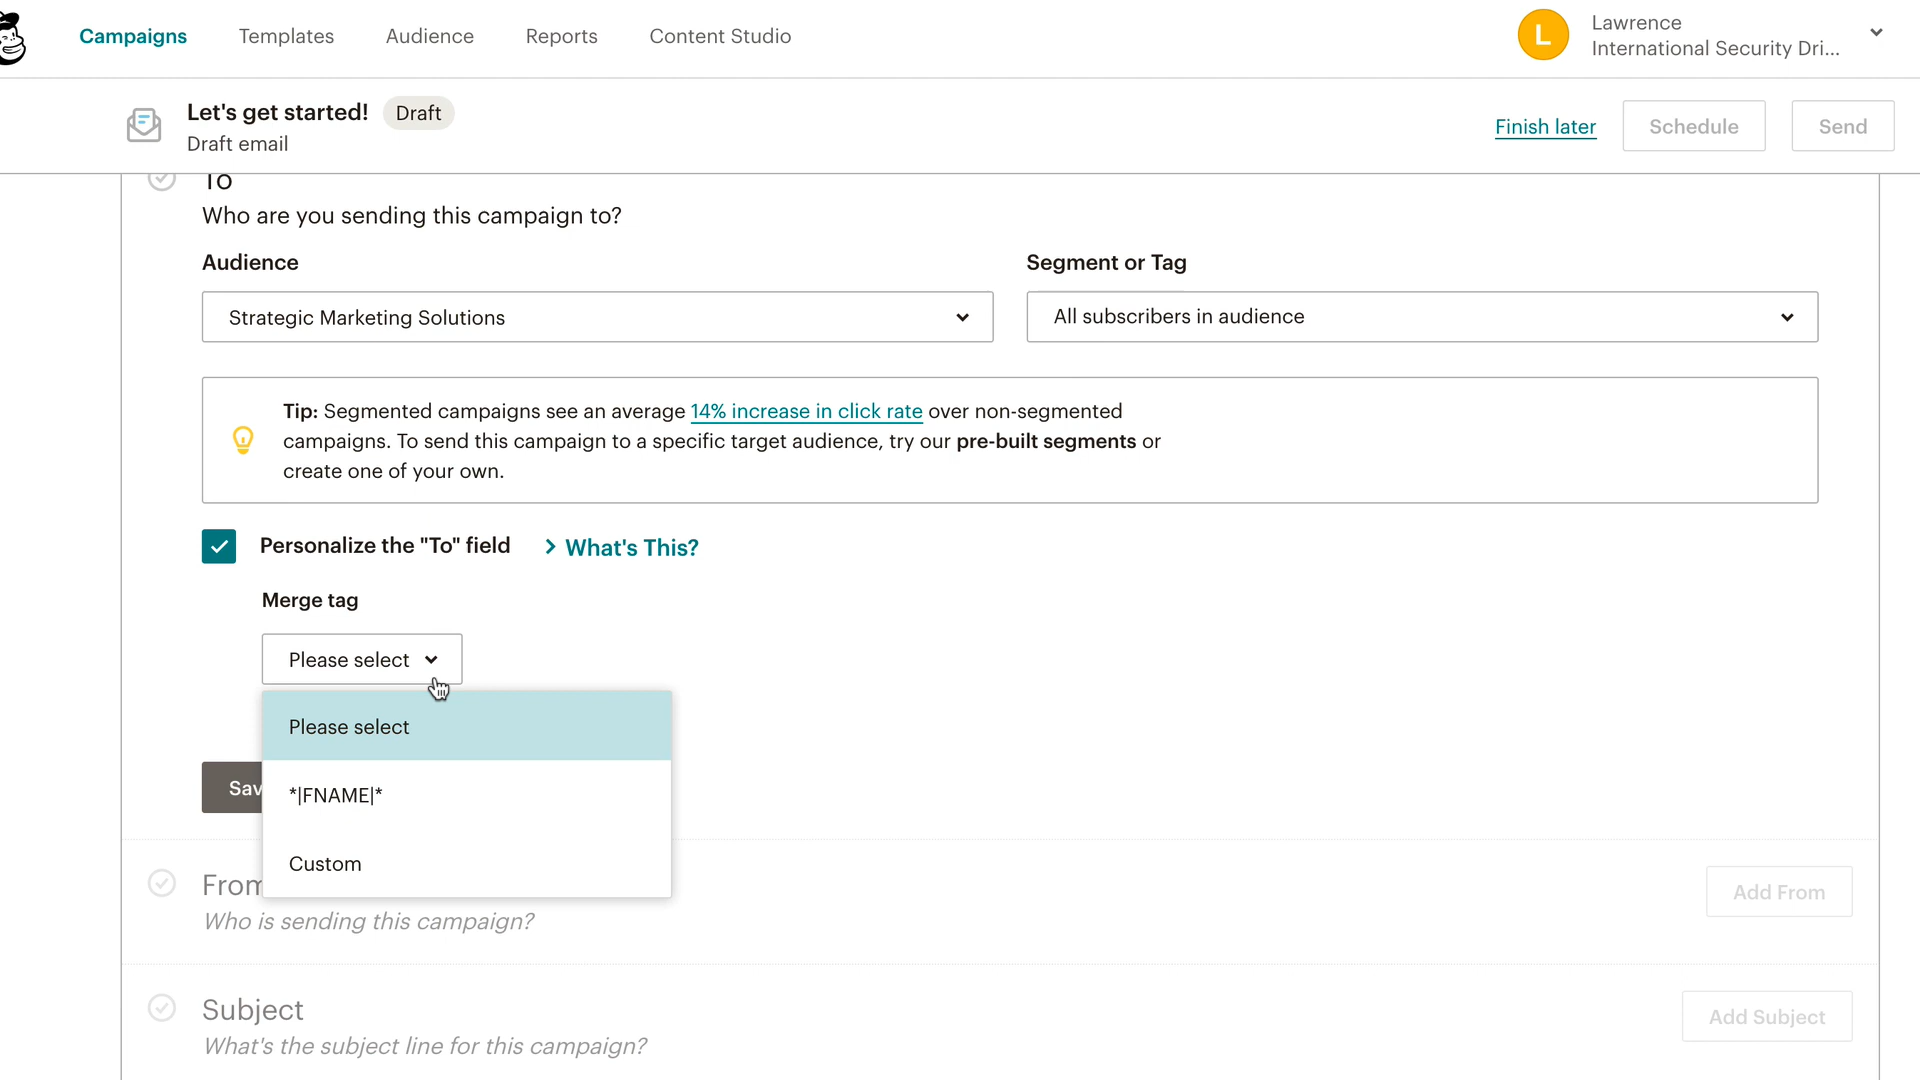 Campaigns
Templates
Audience
Reports
Content Studio
L
Lawrence
International Security Dri...
Let's get started!
Draft
Draft email
Finish later
Schedule
Send
To
Who are you sending this campaign to?
Audience
Segment or Tag
Strategic Marketing Solutions
All subscribers in audience
Tip: Segmented campaigns see an average 14% increase in click rate over non-segmented
campaigns. To send this campaign to a specific target audience, try our pre-built segments or
create one of your own.
Personalize the "To" field
What's This?
Merge tag
Please select
Please select
*|FNAME|*
Custom
Sav
From
Who is sending this campaign?
Add From
Subject
What's the subject line for this campaign?
Add Subject